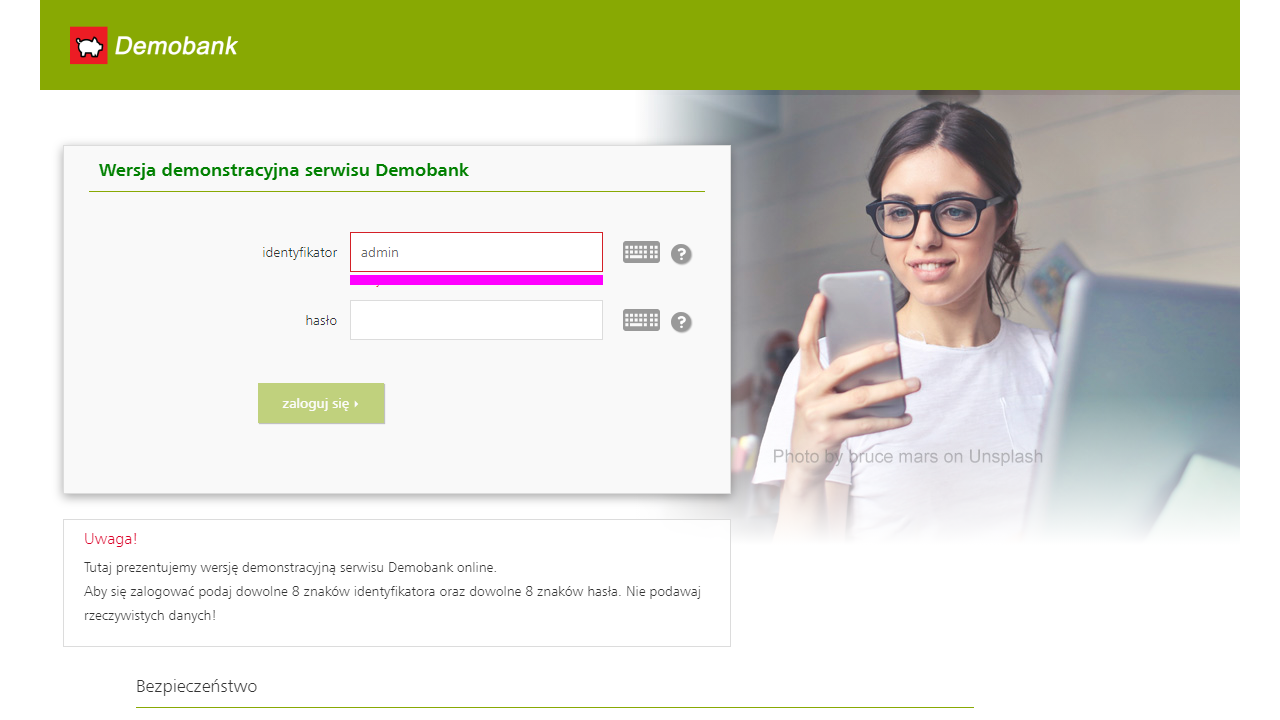 Demobank
Wersja demonstracyjna serwisu Demobank
identyfikator
admin
hasło
zaloguj się
Photo by bruce mars on Unsplash
Uwaga!
Tutaj prezentujemy wersję demonstracyjną serwisu Demobank online.
Aby się zalogować podaj dowolne 8 znaków identyfikatora oraz dowolne 8 znaków hasła. Nie podawaj
rzeczywistych danych!
Bezpieczeństwo